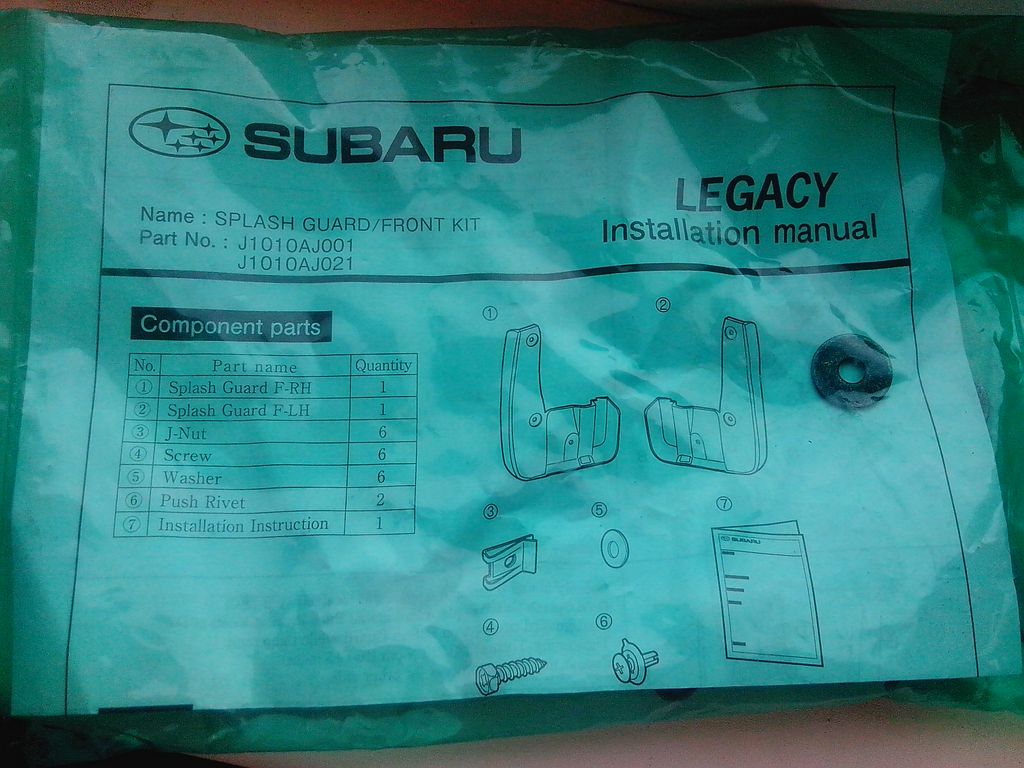 SUBARU
LEGACY
Installation manual
Name : SPLASH GUARD/FRONT KIT
Part No. : J1010AJ001
J1010AJ021
Component parts
No. Part name Quantity
① Splash Guard F-RH 1
② Splash Guard F-LH 1
③ J-Nut 6
④ Screw 6
⑤ Washer 6
⑥ Push Rivet 2
⑦ Installation Instruction 1
① ②
③ ⑤ ⑦
SUBARU
④ ⑥